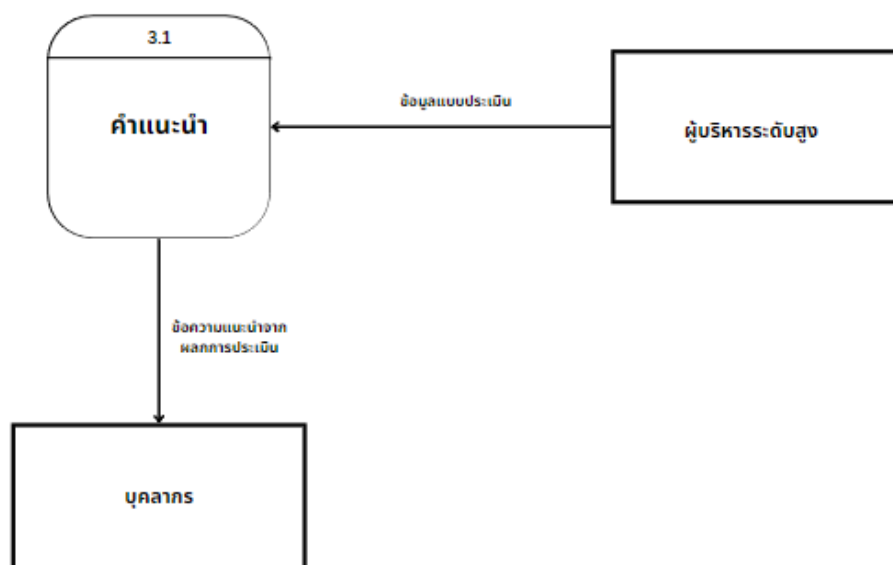 3.1
คำแนะนำ
ข้อมูลแบบประเมิน
ผู้บริหารระดับสูง
ข้อความแนะนำจาก
ผลกการประเมิน
บุคลากร